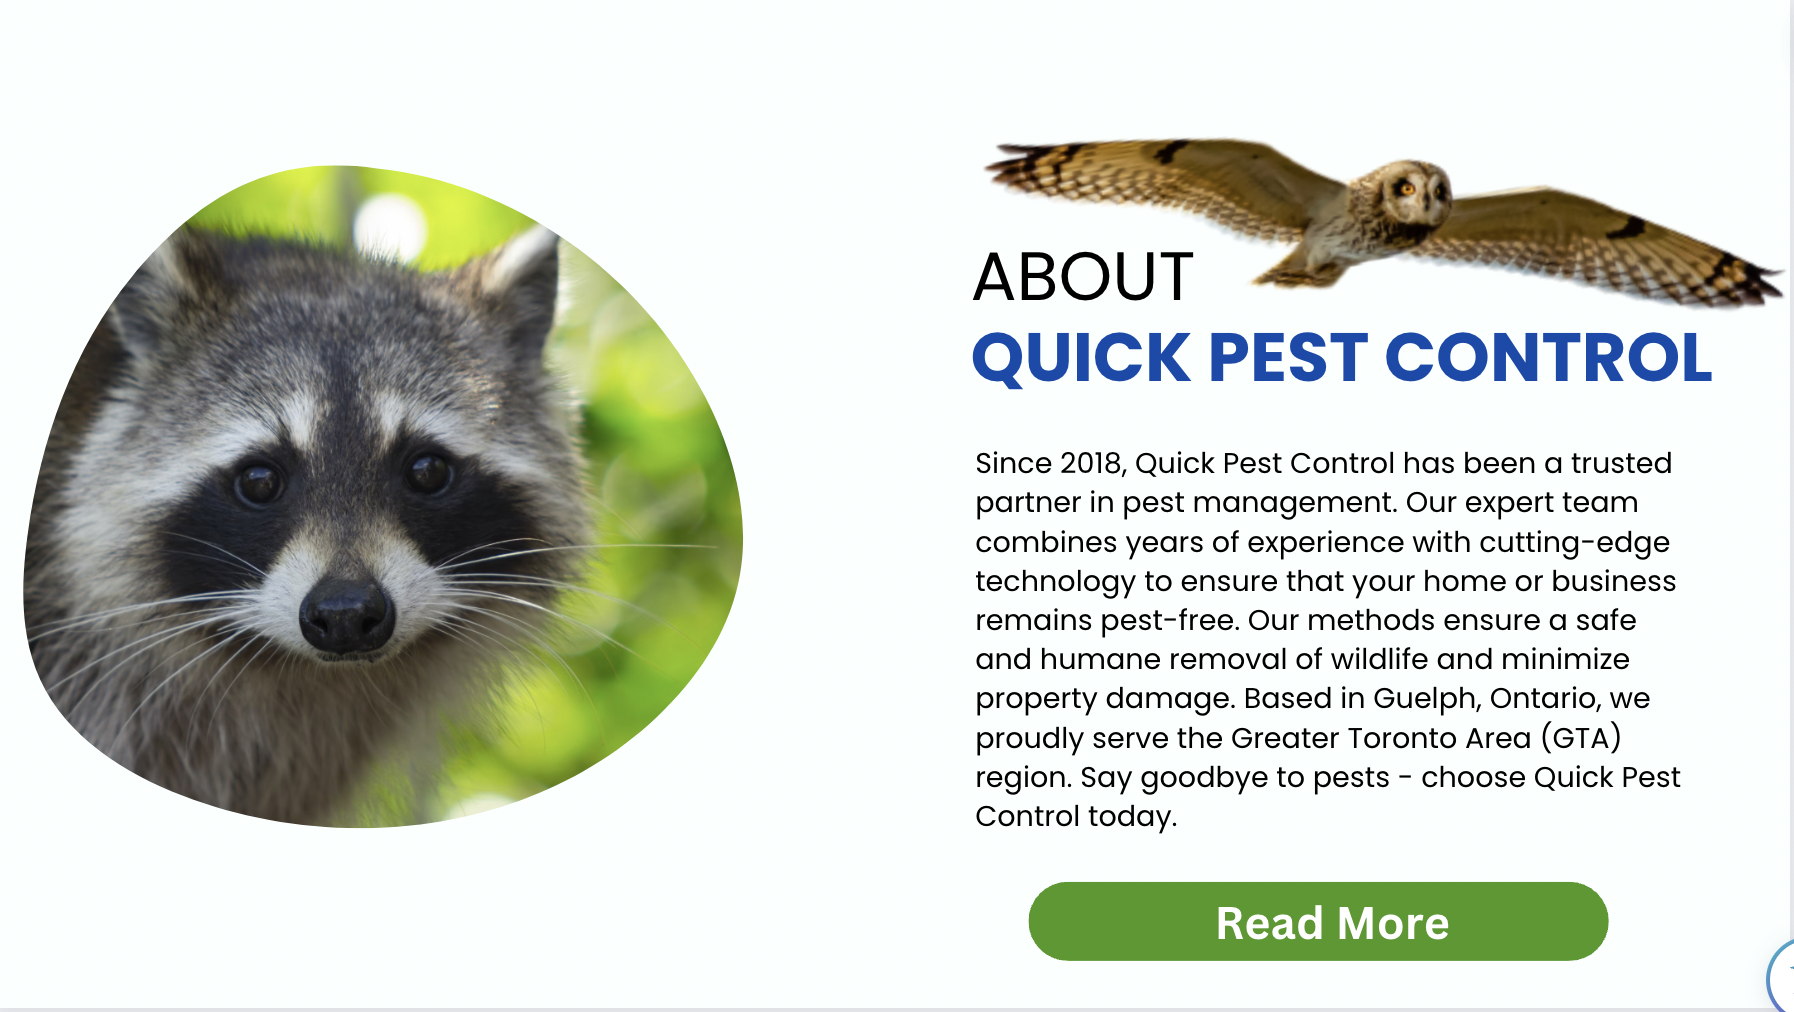 ABOUT
QUICK PEST CONTROL
Since 2018, Quick Pest Control has been a trusted
partner in pest management. Our expert team
combines years of experience with cutting-edge
technology to ensure that your home or business
remains pest-free. Our methods ensure a safe
and humane removal of wildlife and minimize
property damage. Based in Guelph, Ontario, we
proudly serve the Greater Toronto Area (GTA)
region. Say goodbye to pests - choose Quick Pest
Control today.
Read More